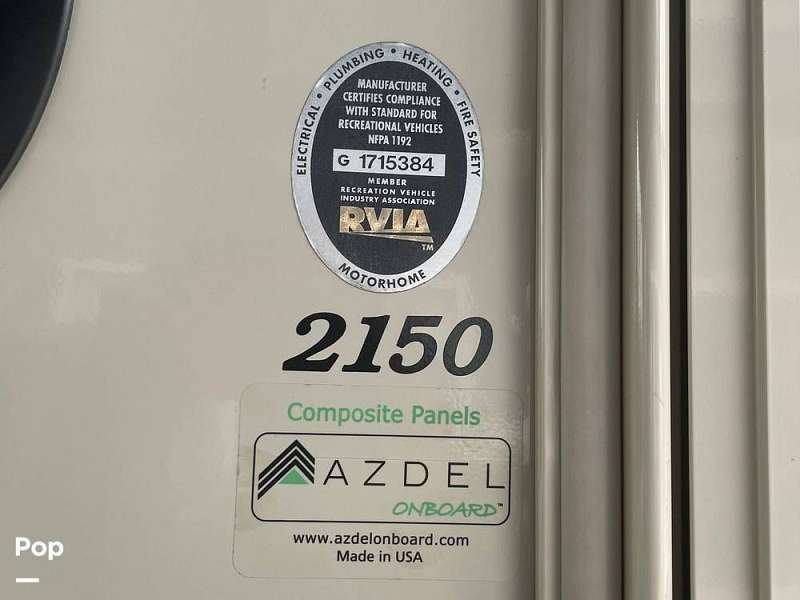 ELECTRICAL • PLUMBING • HEATING • FIRE SAFETY
MANUFACTURER
CERTIFIES COMPLIANCE
WITH STANDARD FOR
RECREATIONAL VEHICLES
NFPA 1192
G 1715384
MEMBER
RECREATION VEHICLE
INDUSTRY ASSOCIATION
RVIA
TM
MOTORHOME
2150
Composite Panels
AZDEL
ONBOARD™
www.azdelonboard.com
Made in USA
Pop